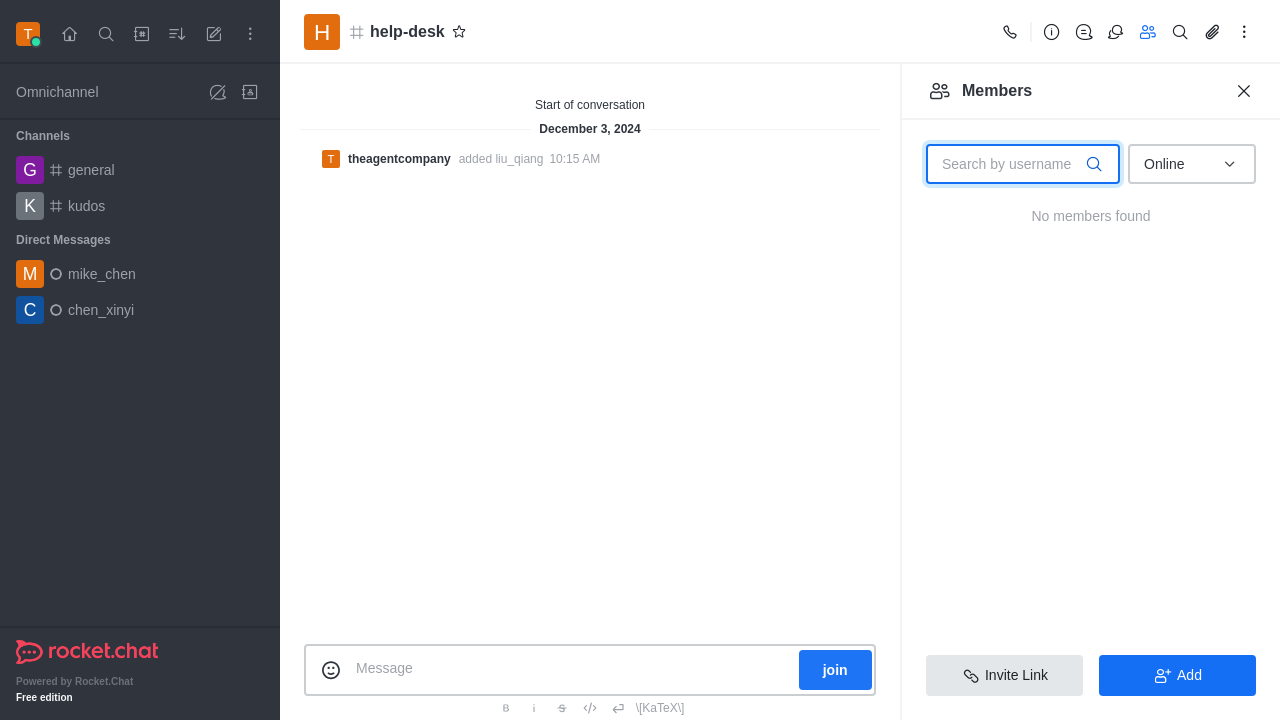 T
H
help-desk
Members
Omnichannel
Channels
G general
K kudos
Direct Messages
M mike_chen
C chen_xinyi
Start of conversation
December 3, 2024
T theagentcompany added liu_qiang 10:15 AM
Search by username
Online
No members found
Message
join
B i S \[KaTeX\]
Invite Link
Add
rocket.chat
Powered by Rocket.Chat
Free edition